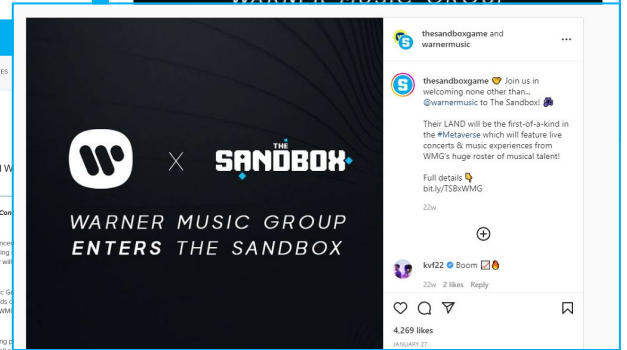 WARNER MUSIC GROUP
thesandboxgame and
warnermusic
thesandboxgame 🤝 Join us in
welcoming none other than...
@warnermusic to The Sandbox!
Their LAND will be the first-of-a-kind in
the #Metaverse which will feature live
concerts & music experiences from
WMG's huge roster of musical talent!
Full details 👇
bit.ly/TSBxWMG
22w
kvf22 Boom 📈🔥
22w 2 likes Reply
4,269 likes
JANUARY 27
X
THE
SANDBOX
WARNER MUSIC GROUP
ENTERS THE SANDBOX